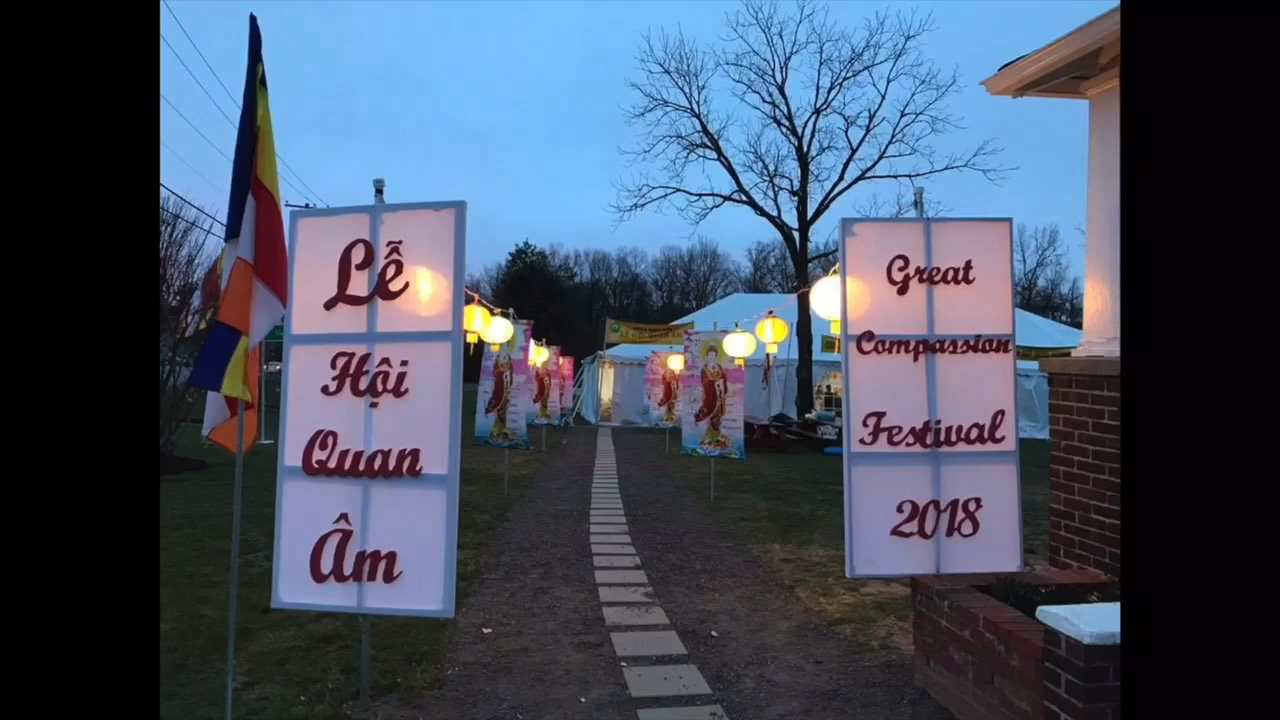 Lễ
Hội
Quan
Âm
Great
Compassion
Festival
2018